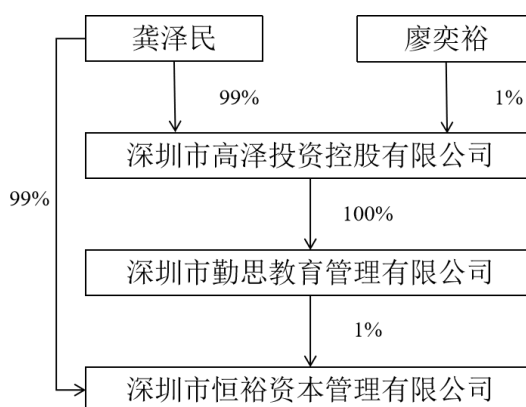 龚泽民
廖奕裕
99%
1%
深圳市高泽投资控股有限公司
99%
100%
深圳市勤思教育管理有限公司
1%
深圳市恒裕资本管理有限公司